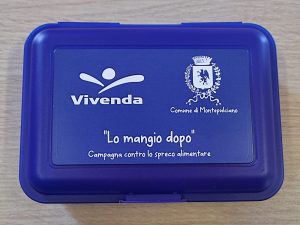 Vivenda
Comune di Montepulciano
"Lo mangio dopo"
Campagna contro lo spreco alimentare